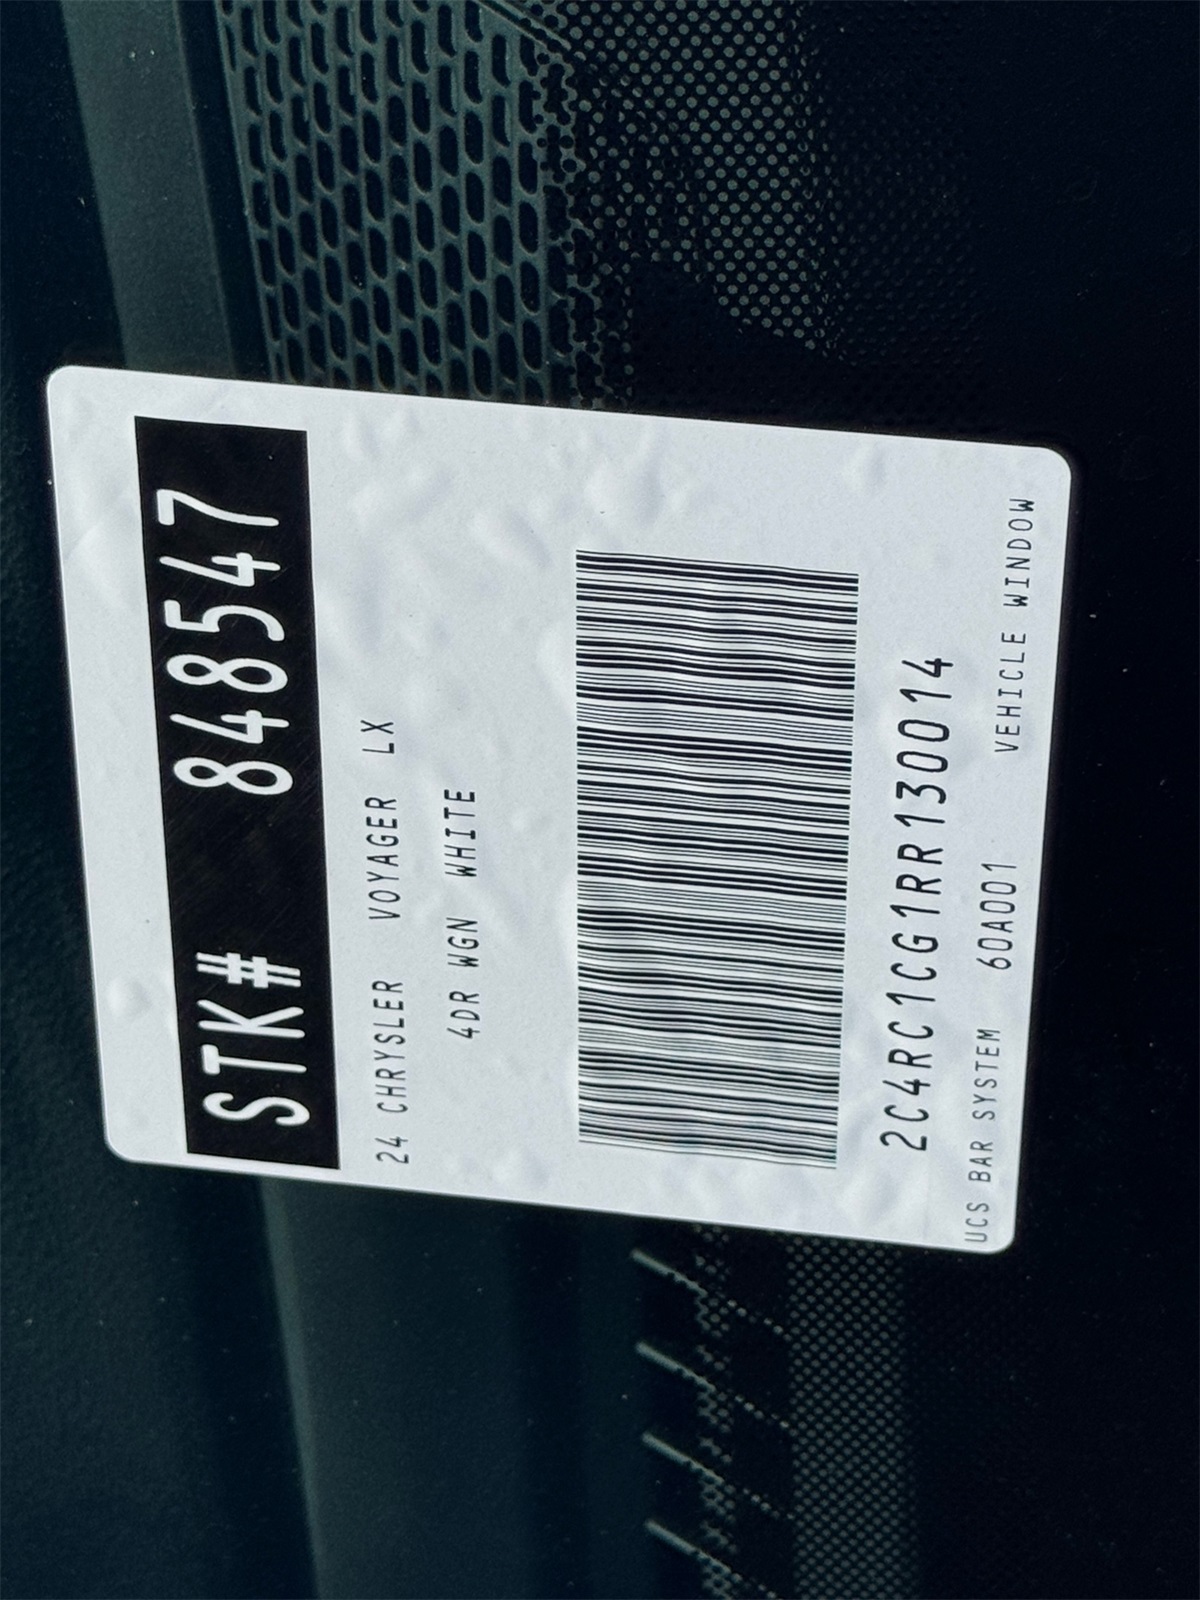 STK# 848547
24 CHRYSLER VOYAGER LX
4DR WGN WHITE
2C4RC1CG1RR130014
UCS BAR SYSTEM 60A001 VEHICLE WINDOW